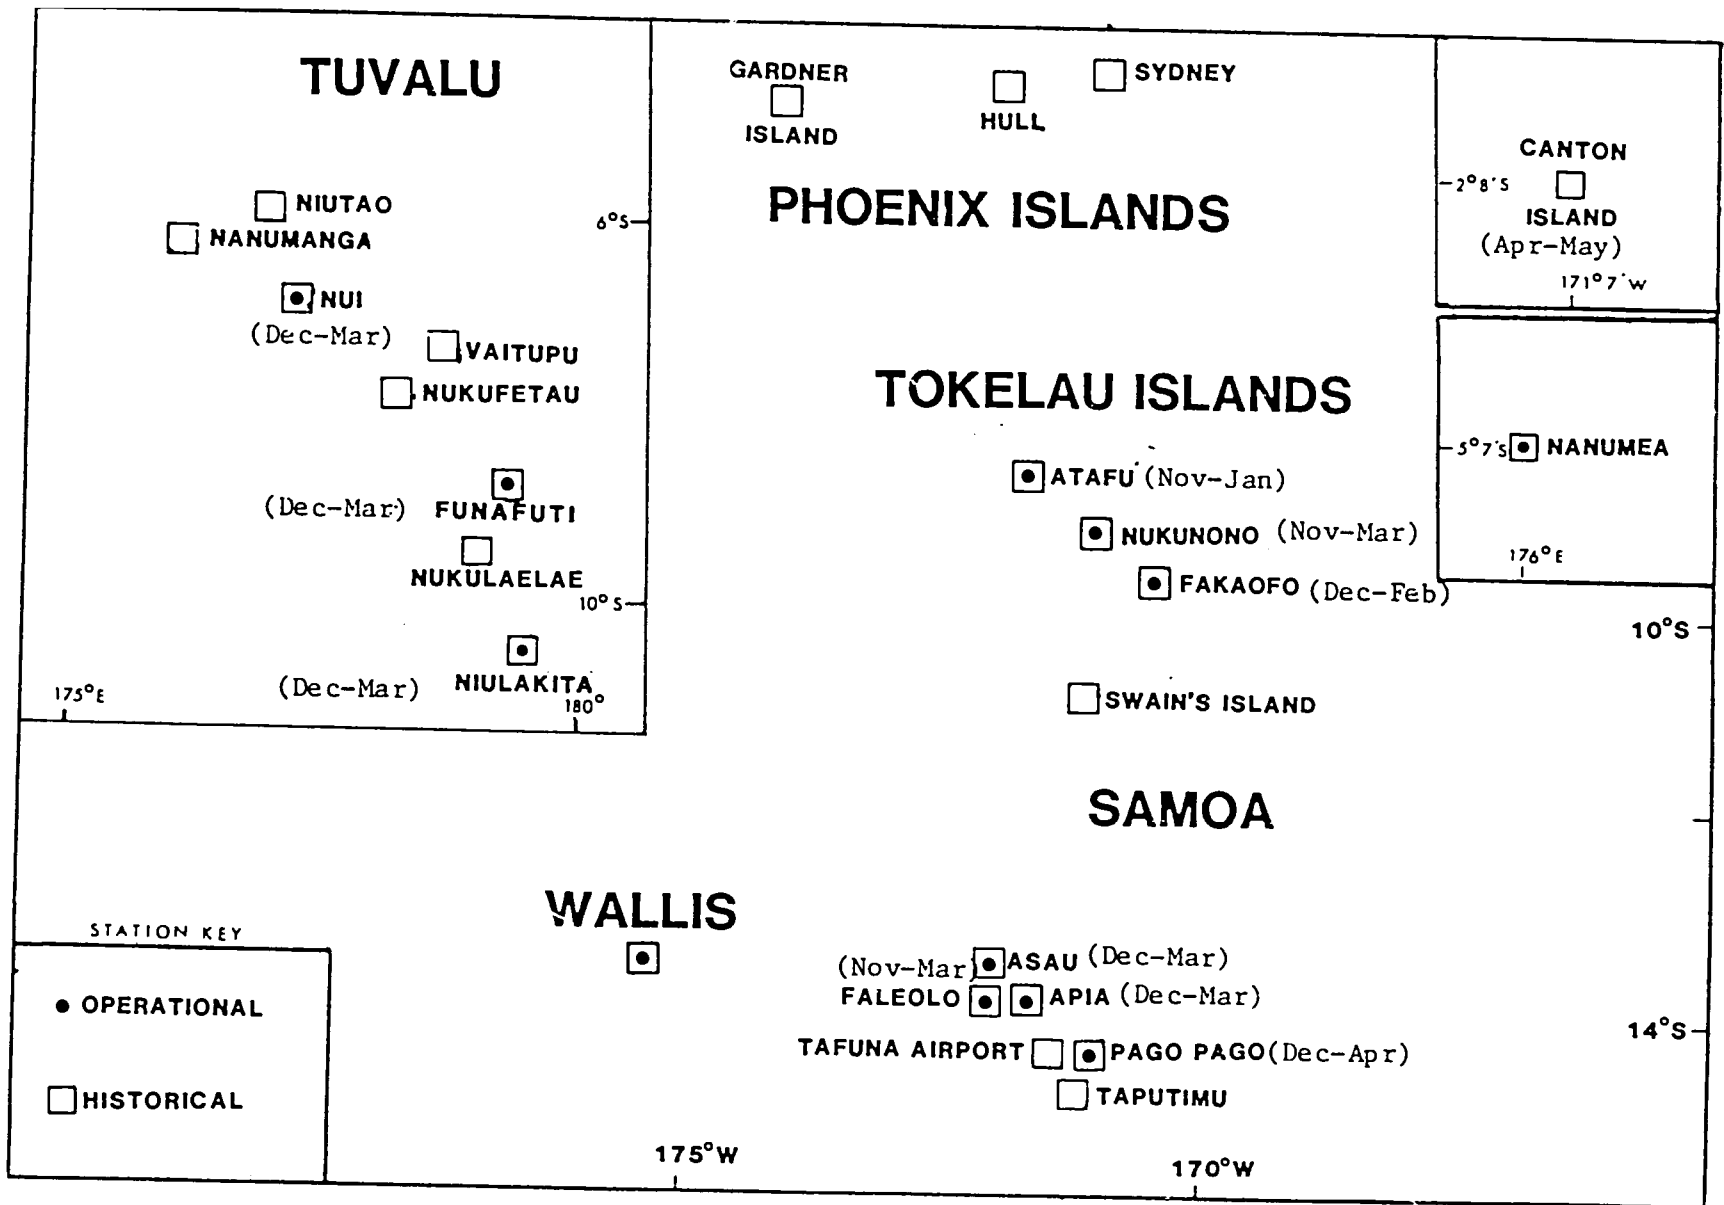 TUVALU
NIUTAO
NANUMANGA
NUI
(Dec-Mar)
VAITUPU
NUKUFETAU
(Dec-Mar) FUNAFUTI
NUKULAELAE
(Dec-Mar) NIULAKITA
6°S
10°S
175°E
180°
GARDNER
ISLAND
HULL
SYDNEY
PHOENIX ISLANDS
CANTON
2°8'S
ISLAND
(Apr-May)
171°7'W
TOKELAU ISLANDS
ATAFU (Nov-Jan)
NUKUNONO (Nov-Mar)
FAKAOFO (Dec-Feb)
5°7'S NANUMEA
176°E
10°S
SWAIN'S ISLAND
SAMOA
WALLIS
(Nov-Mar) ASAU (Dec-Mar)
FALEOLO APIA (Dec-Mar)
TAFUNA AIRPORT PAGO PAGO (Dec-Apr)
TAPUTIMU
14°S
175°W
170°W
STATION KEY
OPERATIONAL
HISTORICAL